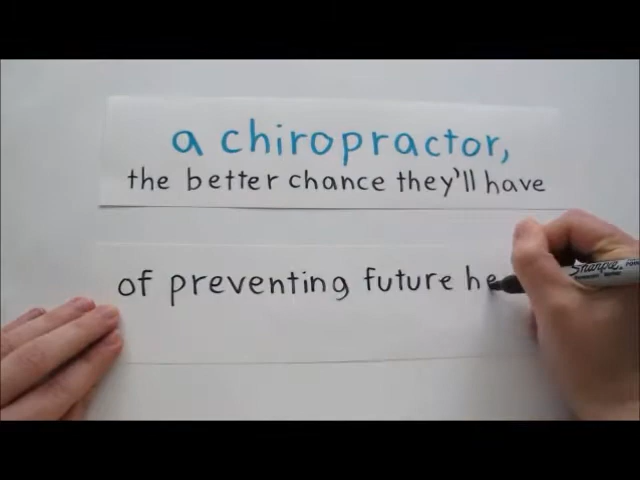 a chiropractor,
the better chance they'll have
of preventing future he
Sharpie